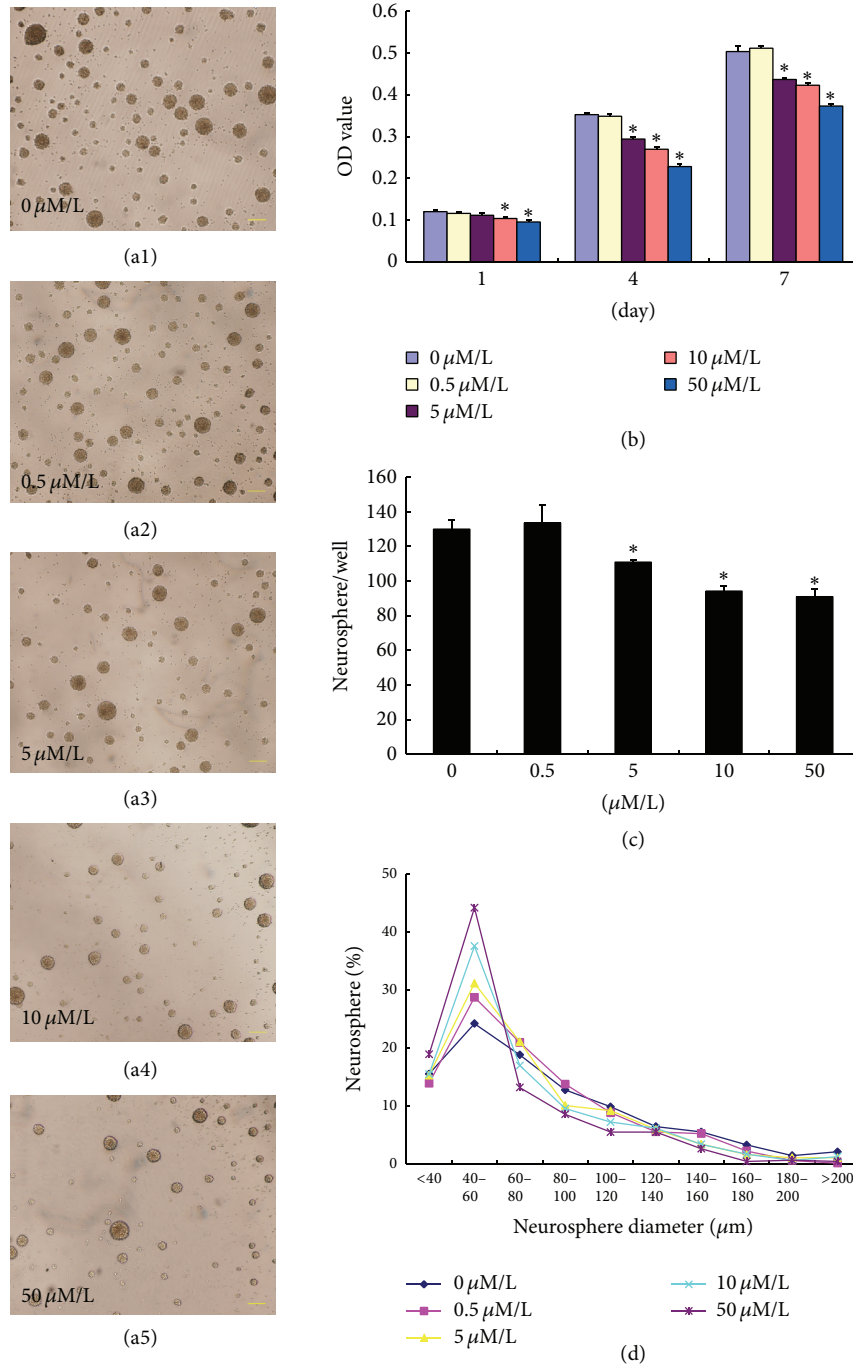 0 μM/L
(a1)
0.5 μM/L
(a2)
5 μM/L
(a3)
10 μM/L
(a4)
50 μM/L
(a5)
0.6
0.5
0.4
0.3
0.2
0.1
0
OD value
* *
* * *
* * *
1 4 7
(day)
0 μM/L
0.5 μM/L
5 μM/L
10 μM/L
50 μM/L
(b)
160
140
120
100
80
60
40
20
0
Neurosphere/well
* * *
0 0.5 5 10 50
(μM/L)
(c)
50
40
30
20
10
0
Neurosphere (%)
<40 40– 60– 80– 100– 120– 140– 160– 180– >200
60 80 100 120 140 160 180 200
Neurosphere diameter (μm)
0 μM/L
0.5 μM/L
5 μM/L
10 μM/L
50 μM/L
(d)